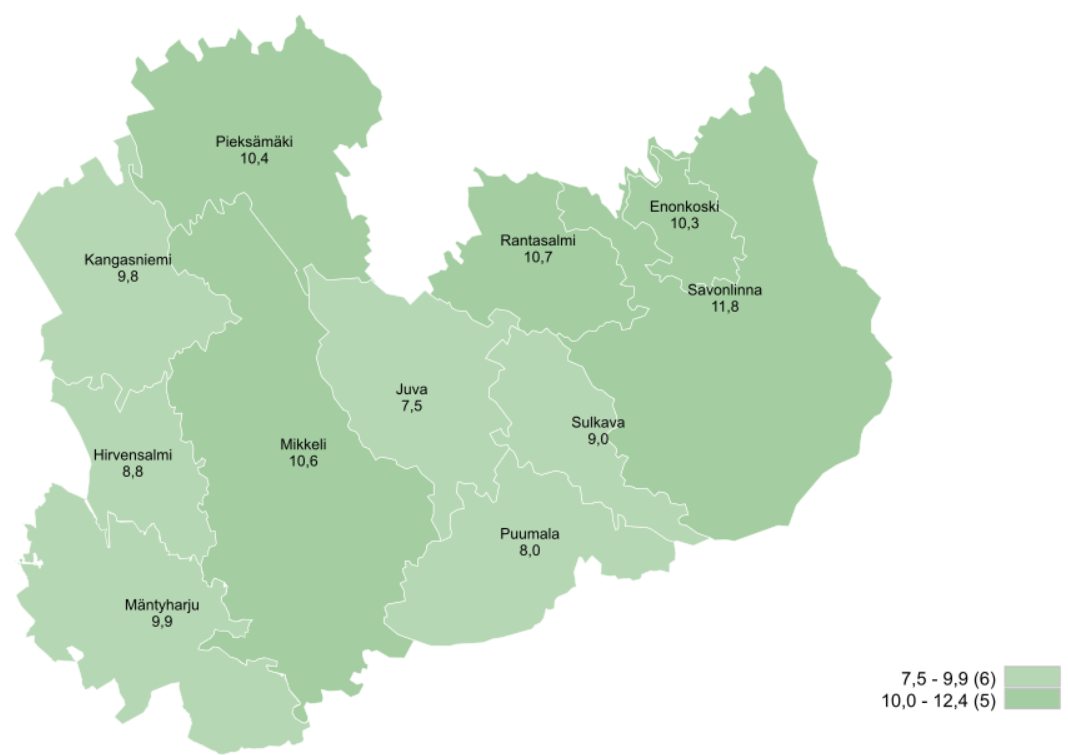 Pieksämäki
10,4
Enonkoski
10,3
Rantasalmi
10,7
Kangasniemi
9,8
Savonlinna
11,8
Juva
7,5
Sulkava
9,0
Mikkeli
10,6
Hirvensalmi
8,8
Puumala
8,0
Mäntyharju
9,9
7,5 - 9,9 (6)
10,0 - 12,4 (5)